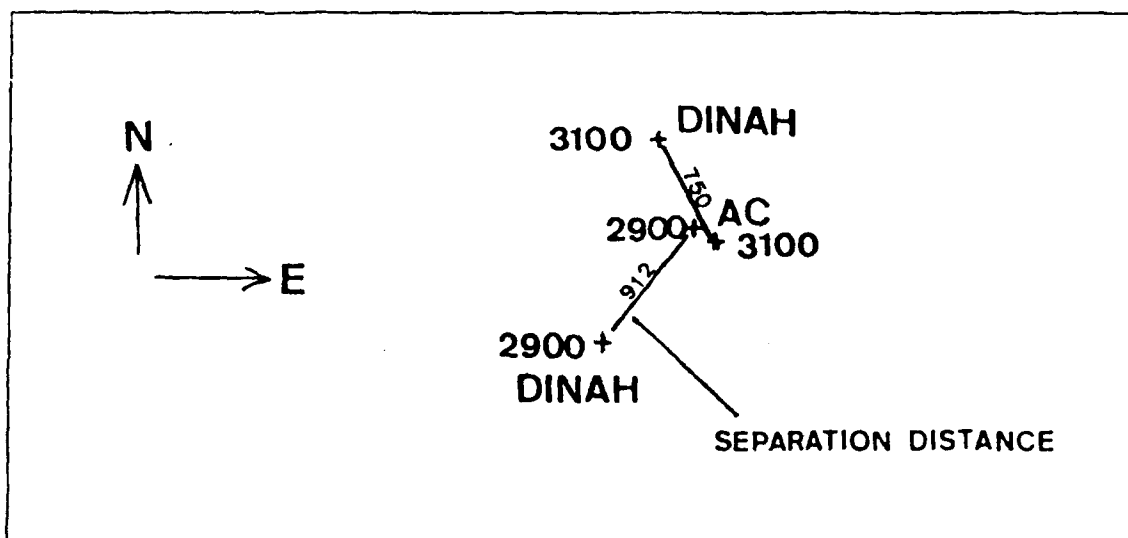 N
E
3100 DINAH
750
2900 AC
3100
912
2900
DINAH
SEPARATION DISTANCE